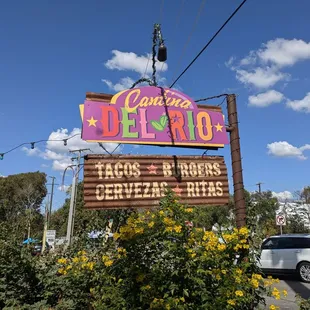 Cantina
DEL RIO
TACOS ★ BURGERS
CERVEZAS ★ RITAS